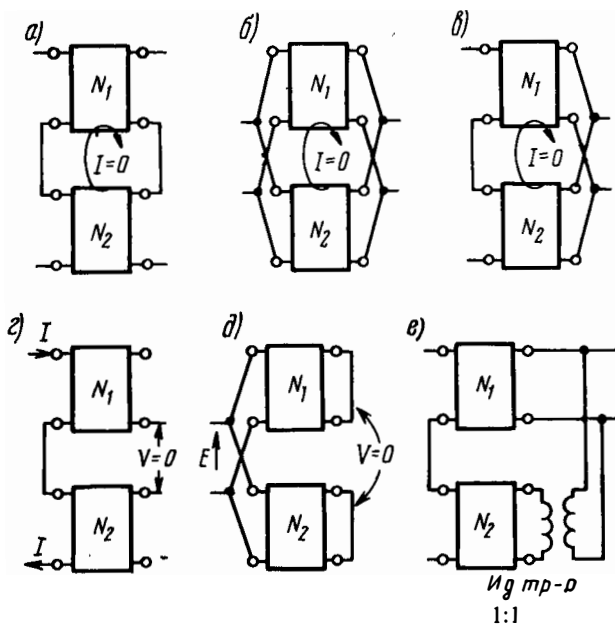 а) б) в)
N₁ N₁ N₁
I=0 I=0 I=0
N₂ N₂ N₂
г) д) е)
I
N₁ N₁ N₁
V=0 E V=0
N₂ N₂ N₂
I
Ид тр-р
1:1